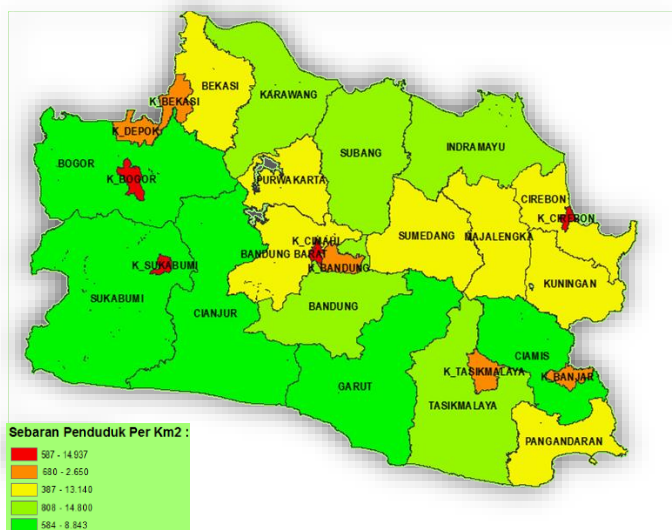 BEKASI
K_BEKASI
KARAWANG
K_DEPOK
INDRAMAYU
SUBANG
BOGOR
K_BOGOR
PURWAKARTA
CIREBON
K_CIREBON
SUMEDANG
MAJALENGKA
K_CIMAHI
BANDUNG BARAT
K_SUKABUMI
K_BANDUNG
KUNINGAN
SUKABUMI
CIANJUR
BANDUNG
CIAMIS
K_TASIKMALAYA
K_BANJAR
GARUT
TASIKMALAYA
PANGANDARAN
Sebaran Penduduk Per Km2 :
587 - 14.937
680 - 2.650
387 - 13.140
808 - 14.800
584 - 8.843